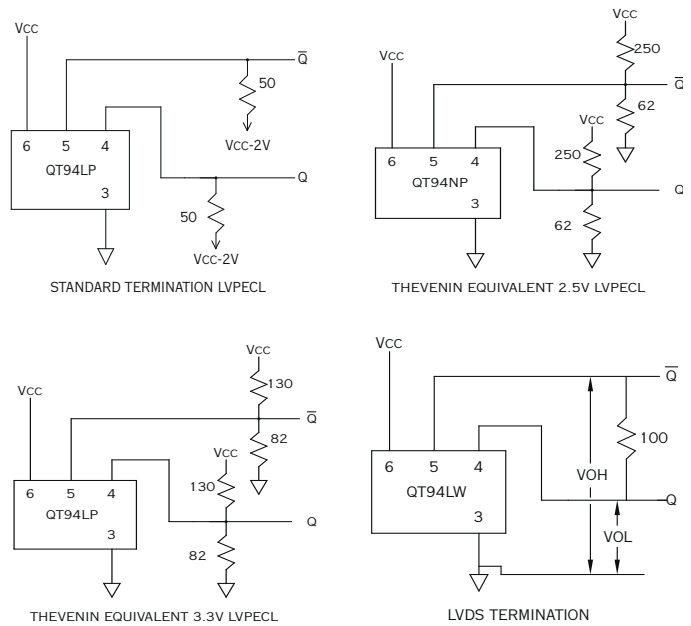 Vcc
Q̅
50
6 5 4
Vcc-2V
QT94LP
3
Q
50
Vcc-2V
STANDARD TERMINATION LVPECL
Vcc
250
Vcc
Q̅
62
Vcc
6 5 4
250
QT94NP
3
Q
62
THEVENIN EQUIVALENT 2.5V LVPECL
Vcc
130
Vcc
Q̅
82
Vcc
6 5 4
130
QT94LP
3
Q
82
THEVENIN EQUIVALENT 3.3V LVPECL
Vcc
Q̅
100
6 5 4
VOH
QT94LW
Q
3
VOL
LVDS TERMINATION